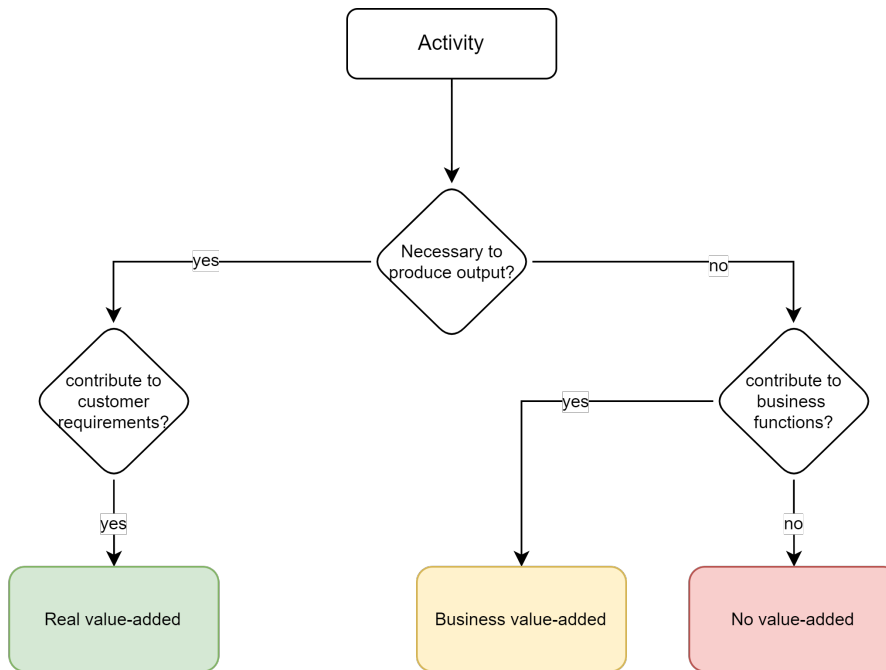 Activity
Necessary to
produce output?
yes
no
contribute to
customer
requirements?
contribute to
business
functions?
yes
yes
no
Real value-added
Business value-added
No value-added